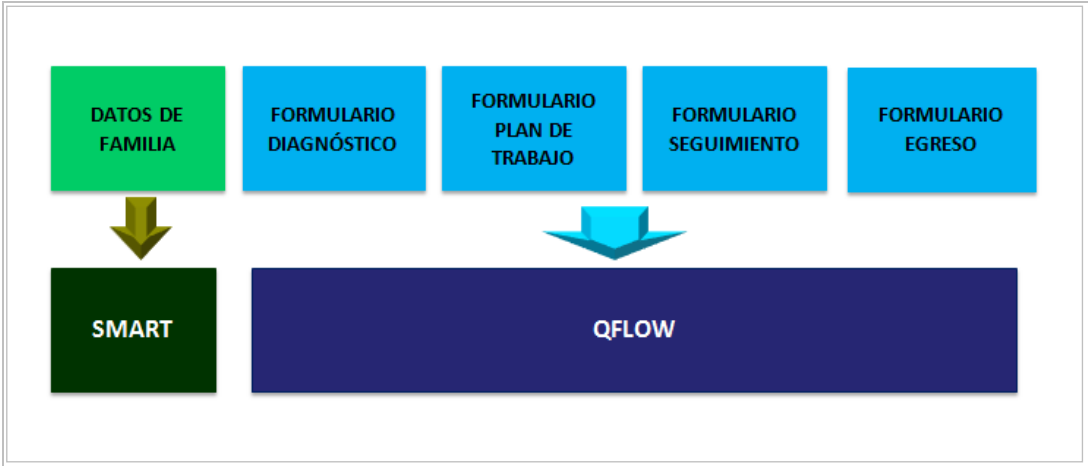 DATOS DE
FAMILIA
FORMULARIO
DIAGNÓSTICO
FORMULARIO
PLAN DE
TRABAJO
FORMULARIO
SEGUIMIENTO
FORMULARIO
EGRESO
SMART
QFLOW